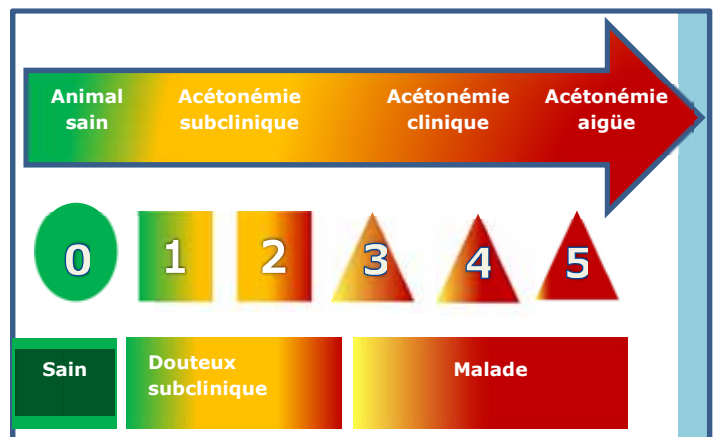 Animal sain
Acétonémie subclinique
Acétonémie clinique
Acétonémie aigüe
0 1 2 3 4 5
Sain
Douteux subclinique
Malade